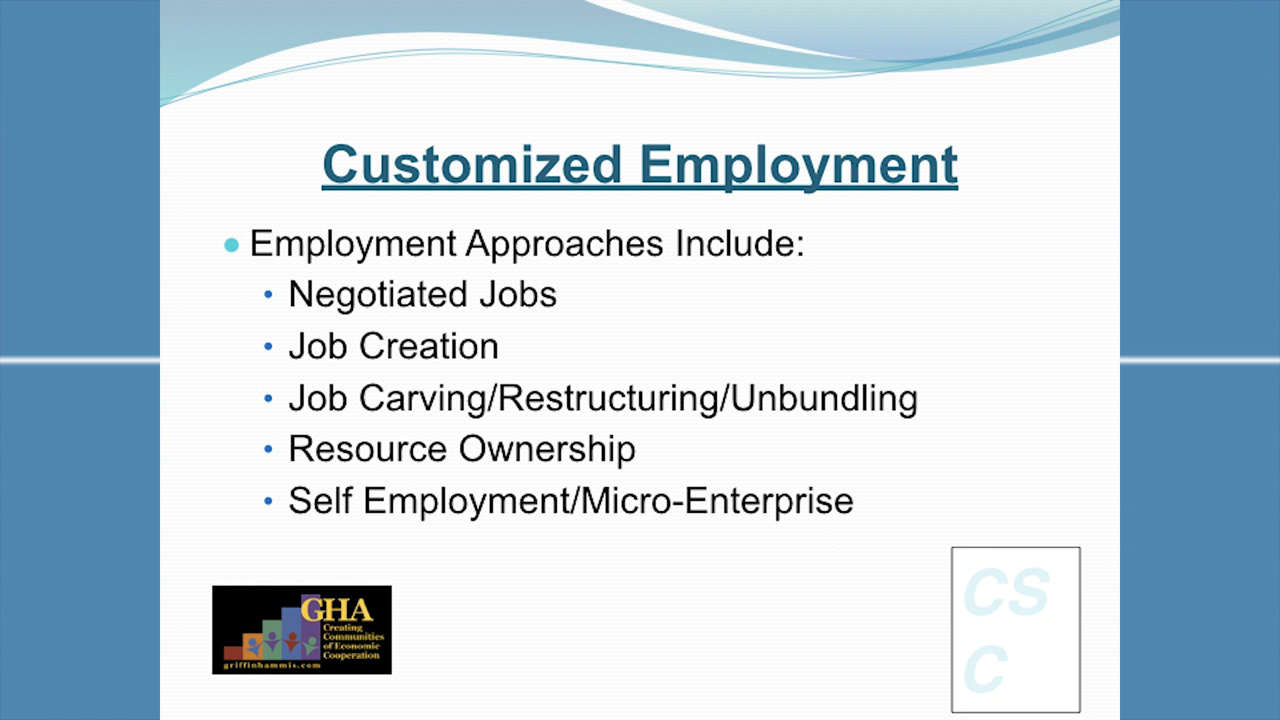 Customized Employment
Employment Approaches Include:
Negotiated Jobs
Job Creation
Job Carving/Restructuring/Unbundling
Resource Ownership
Self Employment/Micro-Enterprise
GHA
Creating
Communities
of Economic
Cooperation
griffinhammis.com
CS
C